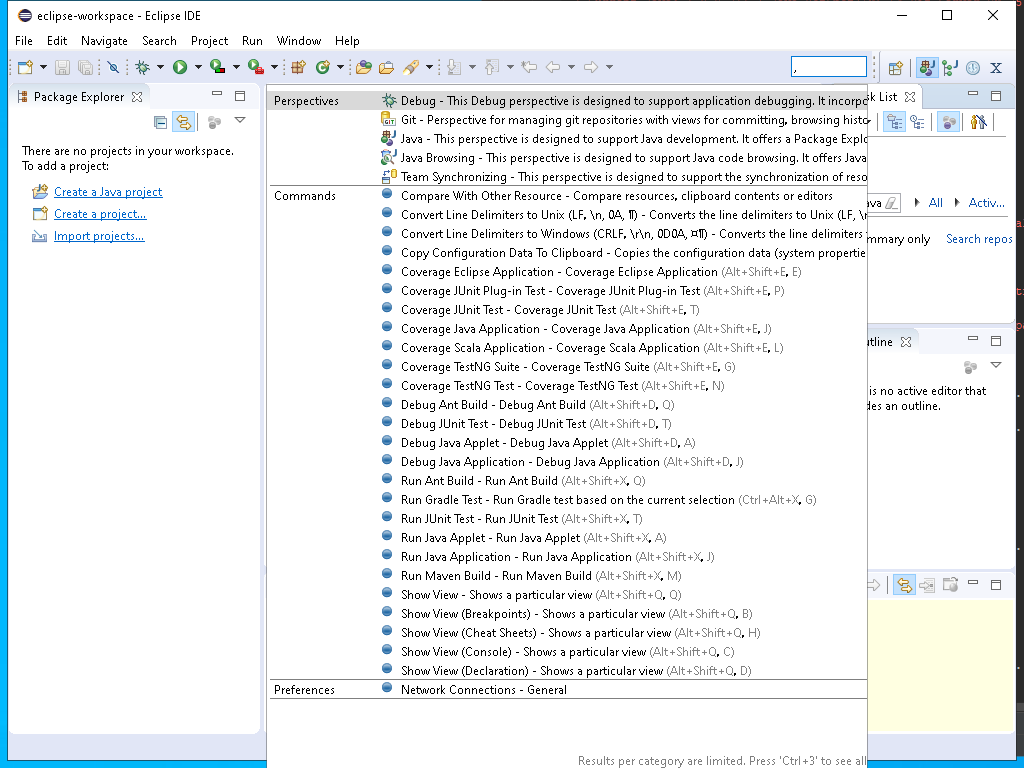 eclipse-workspace - Eclipse IDE
File Edit Navigate Search Project Run Window Help
,
Package Explorer
There are no projects in your workspace.
To add a project:
Create a Java project
Create a project...
Import projects...
Perspectives
Debug - This Debug perspective is designed to support application debugging. It incorpo
Git - Perspective for managing git repositories with views for committing, browsing histo
Java - This perspective is designed to support Java development. It offers a Package Explo
Java Browsing - This perspective is designed to support Java code browsing. It offers Java
Team Synchronizing - This perspective is designed to support the synchronization of reso
Commands
Compare With Other Resource - Compare resources, clipboard contents or editors
Convert Line Delimiters to Unix (LF, \n, 0A, ¶) - Converts the line delimiters to Unix (LF, \n
Convert Line Delimiters to Windows (CRLF, \r\n, 0D0A, ¤¶) - Converts the line delimiters
Copy Configuration Data To Clipboard - Copies the configuration data (system propertie
Coverage Eclipse Application - Coverage Eclipse Application (Alt+Shift+E, E)
Coverage JUnit Plug-in Test - Coverage JUnit Plug-in Test (Alt+Shift+E, P)
Coverage JUnit Test - Coverage JUnit Test (Alt+Shift+E, T)
Coverage Java Application - Coverage Java Application (Alt+Shift+E, J)
Coverage Scala Application - Coverage Scala Application (Alt+Shift+E, L)
Coverage TestNG Suite - Coverage TestNG Suite (Alt+Shift+E, G)
Coverage TestNG Test - Coverage TestNG Test (Alt+Shift+E, N)
Debug Ant Build - Debug Ant Build (Alt+Shift+D, Q)
Debug JUnit Test - Debug JUnit Test (Alt+Shift+D, T)
Debug Java Applet - Debug Java Applet (Alt+Shift+D, A)
Debug Java Application - Debug Java Application (Alt+Shift+D, J)
Run Ant Build - Run Ant Build (Alt+Shift+X, Q)
Run Gradle Test - Run Gradle test based on the current selection (Ctrl+Alt+X, G)
Run JUnit Test - Run JUnit Test (Alt+Shift+X, T)
Run Java Applet - Run Java Applet (Alt+Shift+X, A)
Run Java Application - Run Java Application (Alt+Shift+X, J)
Run Maven Build - Run Maven Build (Alt+Shift+X, M)
Show View - Shows a particular view (Alt+Shift+Q, Q)
Show View (Breakpoints) - Shows a particular view (Alt+Shift+Q, B)
Show View (Cheat Sheets) - Shows a particular view (Alt+Shift+Q, H)
Show View (Console) - Shows a particular view (Alt+Shift+Q, C)
Show View (Declaration) - Shows a particular view (Alt+Shift+Q, D)
Preferences
Network Connections - General
Results per category are limited. Press 'Ctrl+3' to see all
sk List
ava All Activ...
mmary only Search repos
utline
is no active editor that
des an outline.